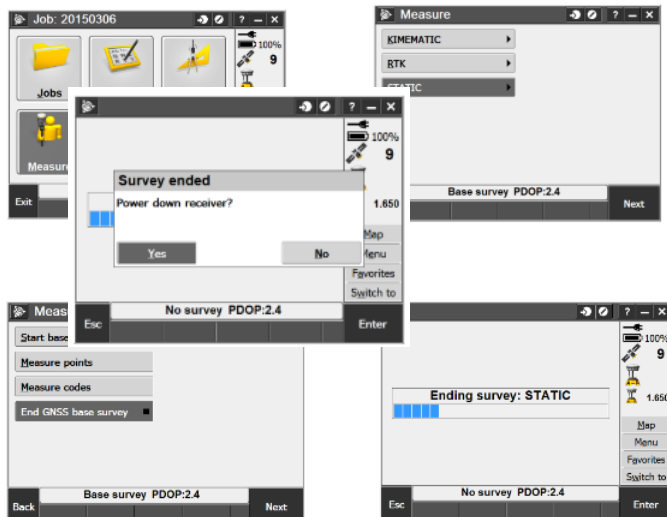 Job: 20150306
? – X
100%
9
Jobs
Measure
Exit
Measure
? – X
KIMEMATIC
RTK
STATIC
Base survey PDOP:2.4
Next
? – X
100%
9
1.650
Survey ended
Power down receiver?
Yes
No
Map
Menu
Favorites
Switch to
No survey PDOP:2.4
Esc
Enter
Meas
Start base
Measure points
Measure codes
End GNSS base survey
Base survey PDOP:2.4
Back
Next
? – X
100%
9
1.650
Ending survey: STATIC
Map
Menu
Favorites
Switch to
No survey PDOP:2.4
Esc
Enter